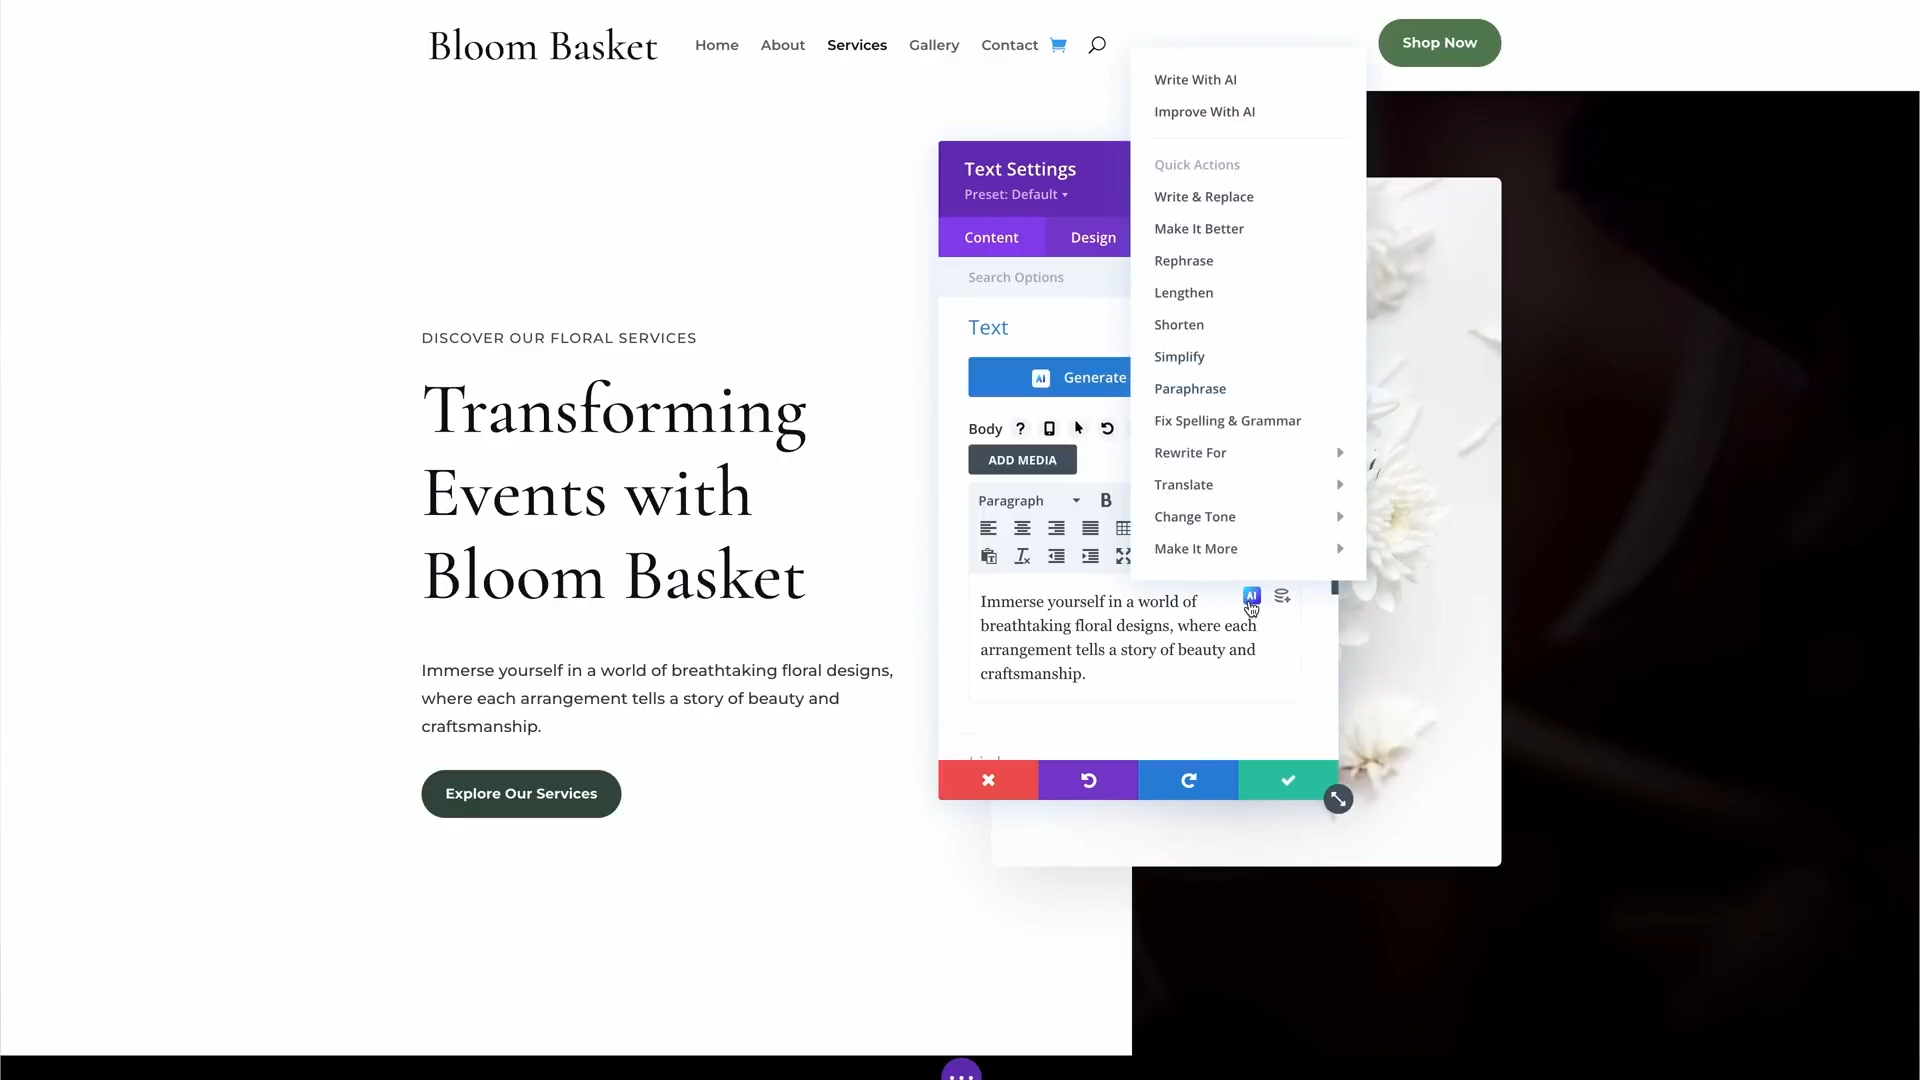 Bloom Basket
Home
About
Services
Gallery
Contact
Shop Now
DISCOVER OUR FLORAL SERVICES
Transforming
Events with
Bloom Basket
Immerse yourself in a world of breathtaking floral designs,
where each arrangement tells a story of beauty and
craftsmanship.
Explore Our Services
Text Settings
Preset: Default
Content
Design
Search Options
Text
AI Generate
Body ?
ADD MEDIA
Paragraph
B
Immerse yourself in a world of
breathtaking floral designs, where each
arrangement tells a story of beauty and
craftsmanship.
AI
Write With AI
Improve With AI
Quick Actions
Write & Replace
Make It Better
Rephrase
Lengthen
Shorten
Simplify
Paraphrase
Fix Spelling & Grammar
Rewrite For
Translate
Change Tone
Make It More